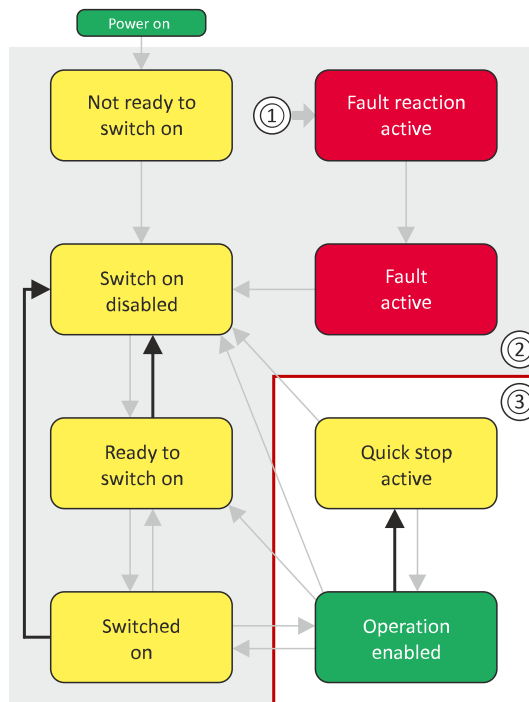 Power on
Not ready to
switch on
①
Fault reaction
active
Switch on
disabled
Fault
active
②
③
Ready to
switch on
Quick stop
active
Switched
on
Operation
enabled